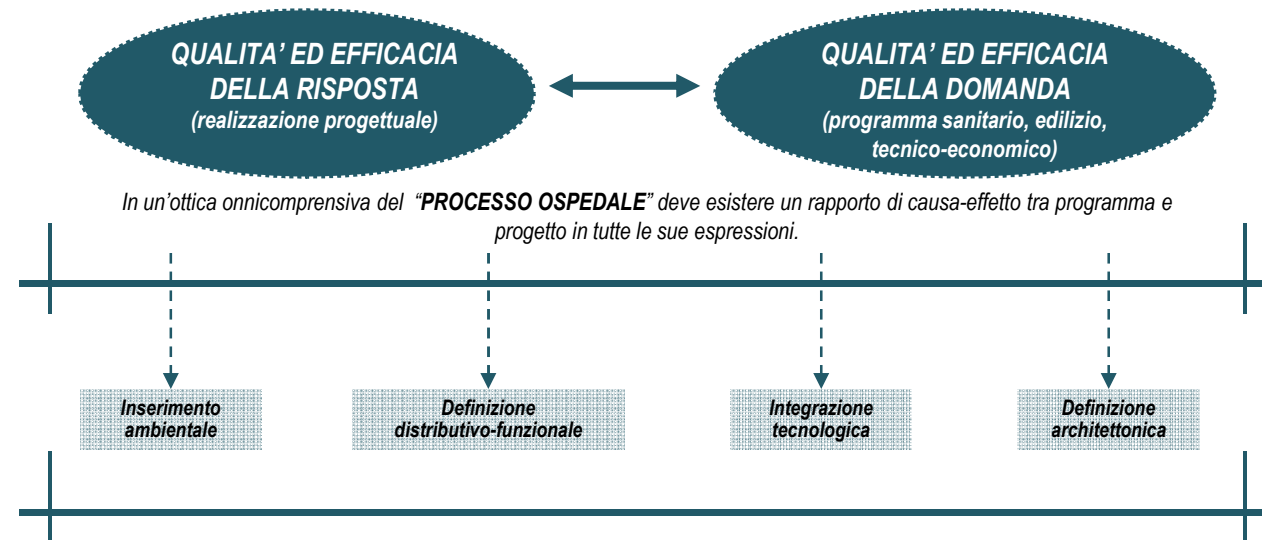 QUALITA’ ED EFFICACIA
DELLA RISPOSTA
(realizzazione progettuale)
QUALITA’ ED EFFICACIA
DELLA DOMANDA
(programma sanitario, edilizio,
tecnico-economico)
In un’ottica onnicomprensiva del “PROCESSO OSPEDALE” deve esistere un rapporto di causa-effetto tra programma e
progetto in tutte le sue espressioni.
Inserimento
ambientale
Definizione
distributivo-funzionale
Integrazione
tecnologica
Definizione
architettonica